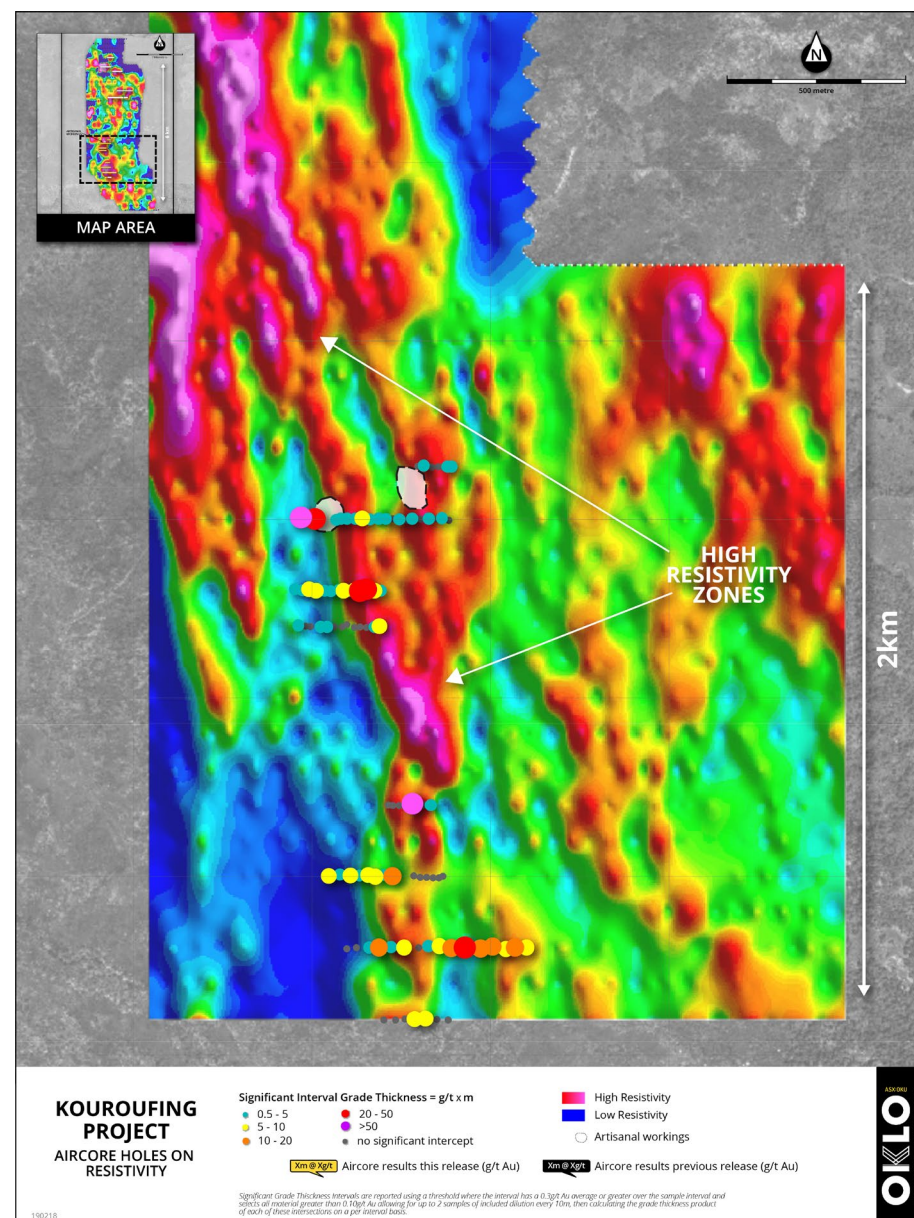 N
500 metre
MAP AREA
HIGH
RESISTIVITY
ZONES
2km
KOUROUFING
PROJECT
AIRCORE HOLES ON
RESISTIVITY
190218
Significant Interval Grade Thickness = g/t x m
0.5 - 5
5 - 10
10 - 20
20 - 50
>50
no significant intercept
High Resistivity
Low Resistivity
Artisanal workings
Xm @ Xg/t Aircore results this release (g/t Au)
Xm @ Xg/t Aircore results previous release (g/t Au)
Significant Grade Thisckness Intervals are reported using a threshold where the interval has a 0.3g/t Au average or greater over the sample interval and
selects all material greater than 0.10g/t Au allowing for up to 2 samples of included dilution every 10m, then calculating the grade thickness product
of each of these intersections on a per interval basis.
ASX:OKU
OKLO